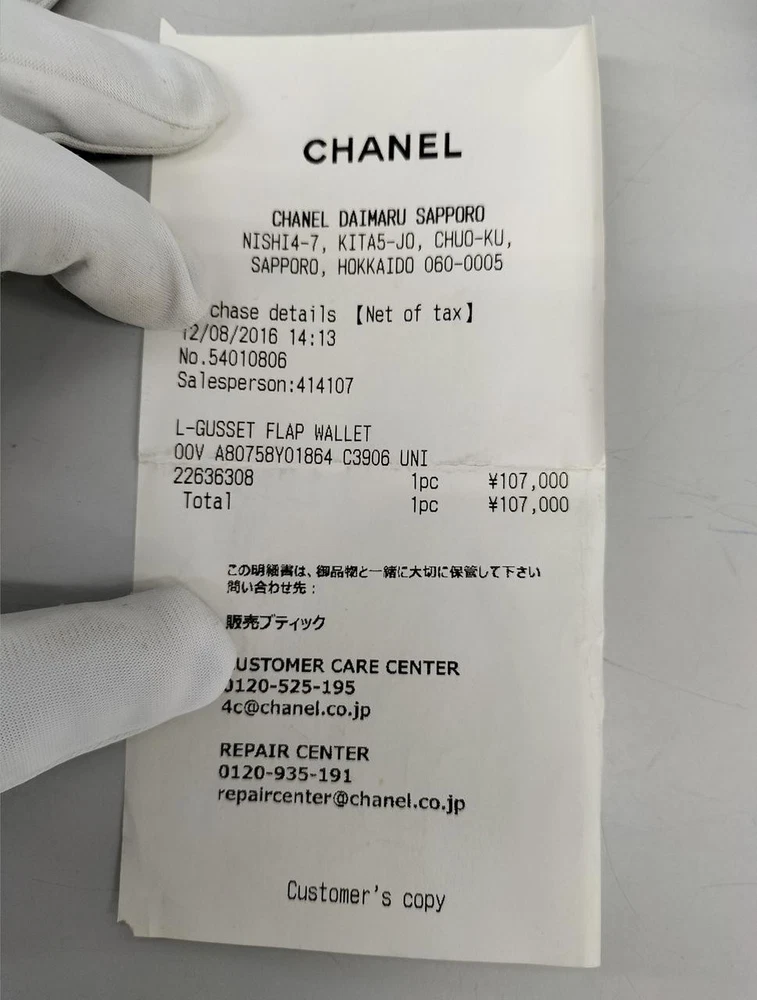 CHANEL
CHANEL DAIMARU SAPPORO
NISHI4-7, KITA5-JO, CHUO-KU,
SAPPORO, HOKKAIDO 060-0005
chase details 【Net of tax】
12/08/2016 14:13
No.54010806
Salesperson:414107
L-GUSSET FLAP WALLET
00V A80758Y01864 C3906 UNI
22636308 1pc ¥107,000
Total 1pc ¥107,000
この明細書は、御品物と一緒に大切に保管して下さい
問い合わせ先：
販売ブティック
USTOMER CARE CENTER
0120-525-195
4c@chanel.co.jp
REPAIR CENTER
0120-935-191
repaircenter@chanel.co.jp
Customer's copy